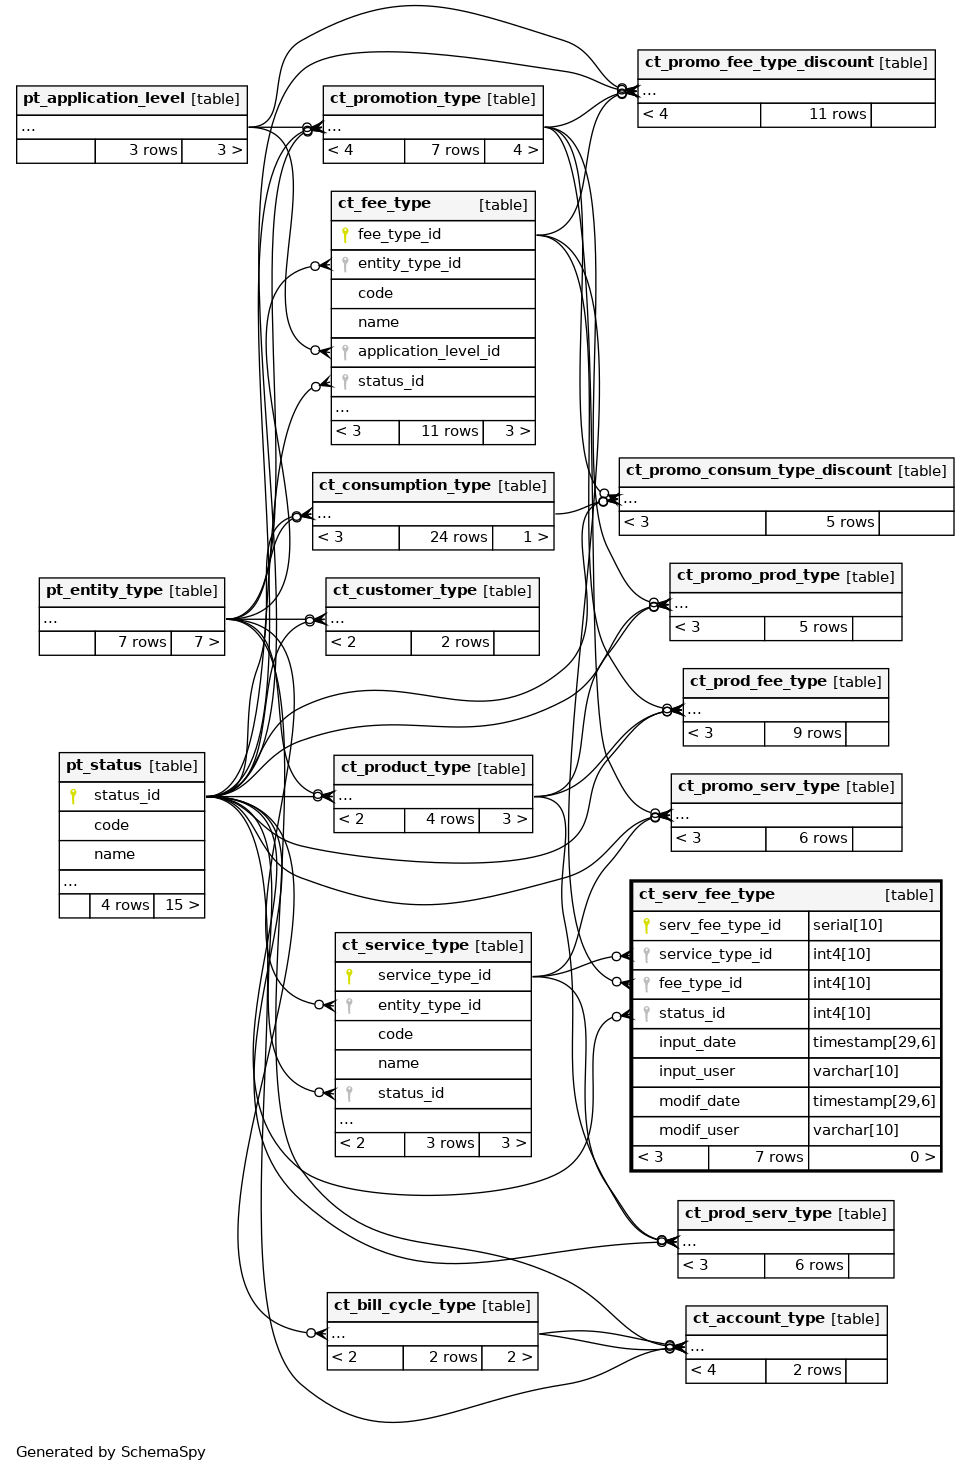 ct_promo_fee_type_discount [table]
...
< 4 11 rows
pt_application_level [table]
...
3 rows 3 >
ct_promotion_type [table]
...
< 4 7 rows 4 >
ct_fee_type [table]
fee_type_id
entity_type_id
code
name
application_level_id
status_id
...
< 3 11 rows 3 >
ct_consumption_type [table]
...
< 3 24 rows 1 >
ct_promo_consum_type_discount [table]
...
< 3 5 rows
ct_promo_prod_type [table]
...
< 3 5 rows
pt_entity_type [table]
...
7 rows 7 >
ct_customer_type [table]
...
< 2 2 rows
ct_prod_fee_type [table]
...
< 3 9 rows
pt_status [table]
status_id
code
name
...
4 rows 15 >
ct_product_type [table]
...
< 2 4 rows 3 >
ct_promo_serv_type [table]
...
< 3 6 rows
ct_serv_fee_type [table]
serv_fee_type_id serial[10]
service_type_id int4[10]
fee_type_id int4[10]
status_id int4[10]
input_date timestamp[29,6]
input_user varchar[10]
modif_date timestamp[29,6]
modif_user varchar[10]
< 3 7 rows 0 >
ct_service_type [table]
service_type_id
entity_type_id
code
name
status_id
...
< 2 3 rows 3 >
ct_prod_serv_type [table]
...
< 3 6 rows
ct_bill_cycle_type [table]
...
< 2 2 rows 2 >
ct_account_type [table]
...
< 4 2 rows
Generated by SchemaSpy